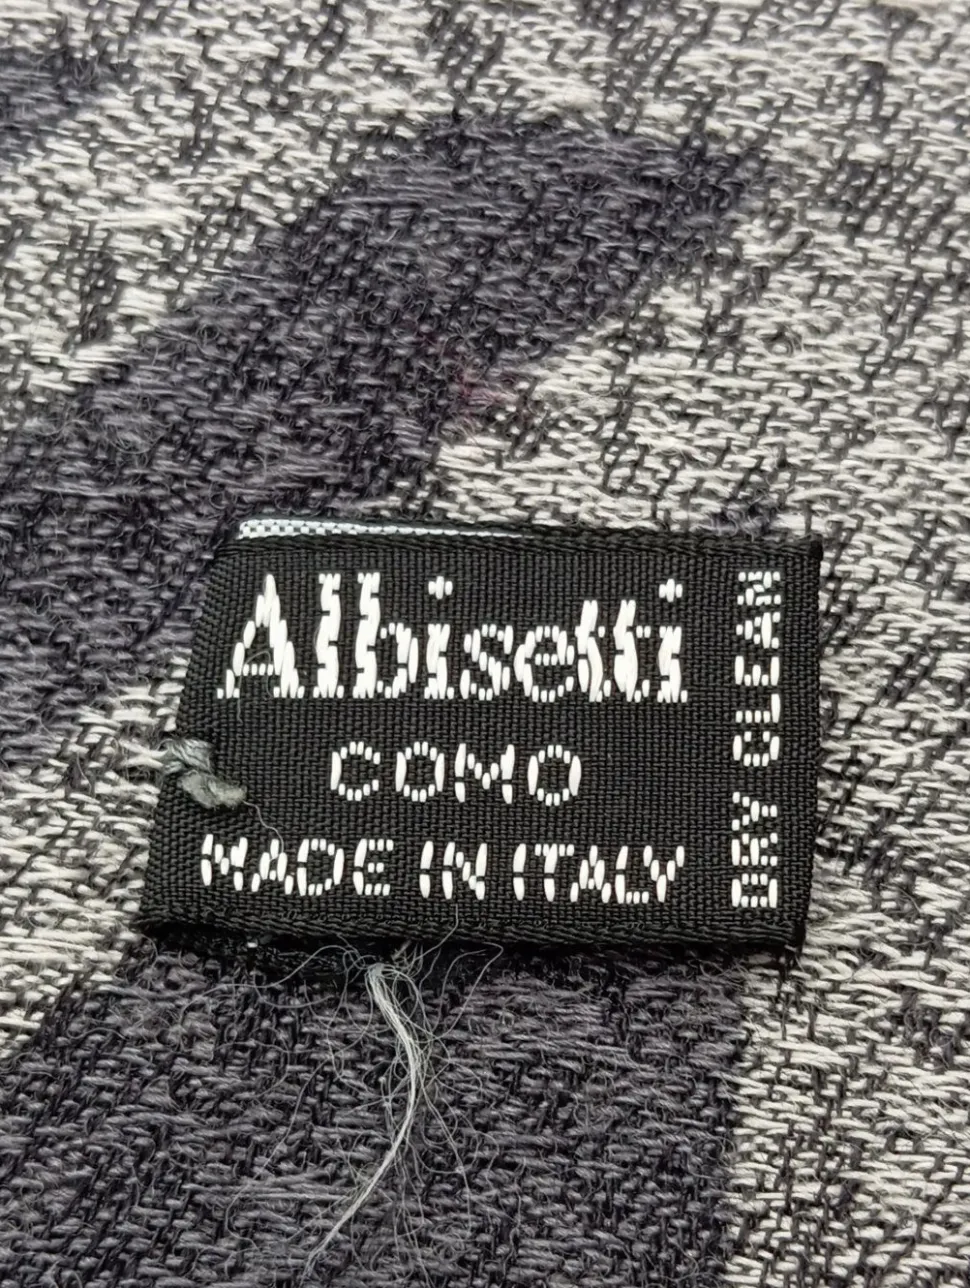 Albisetti
COMO
MADE IN ITALY
DRY CLEAN